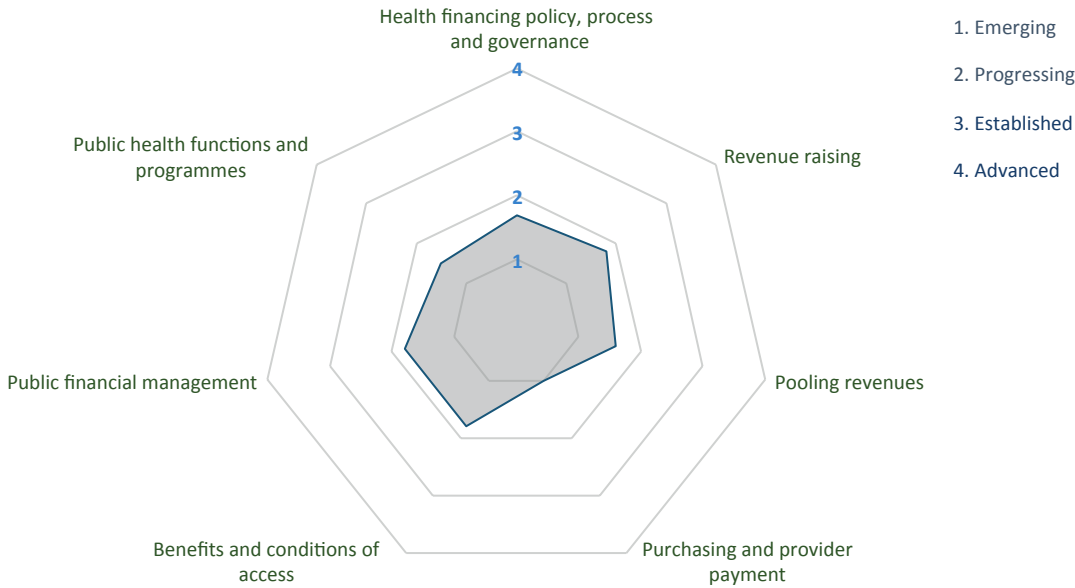 Health financing policy, process
and governance
1. Emerging
2. Progressing
3. Established
4. Advanced
4
3
2
1
Public health functions and
programmes
Revenue raising
Public financial management
Pooling revenues
Benefits and conditions of
access
Purchasing and provider
payment